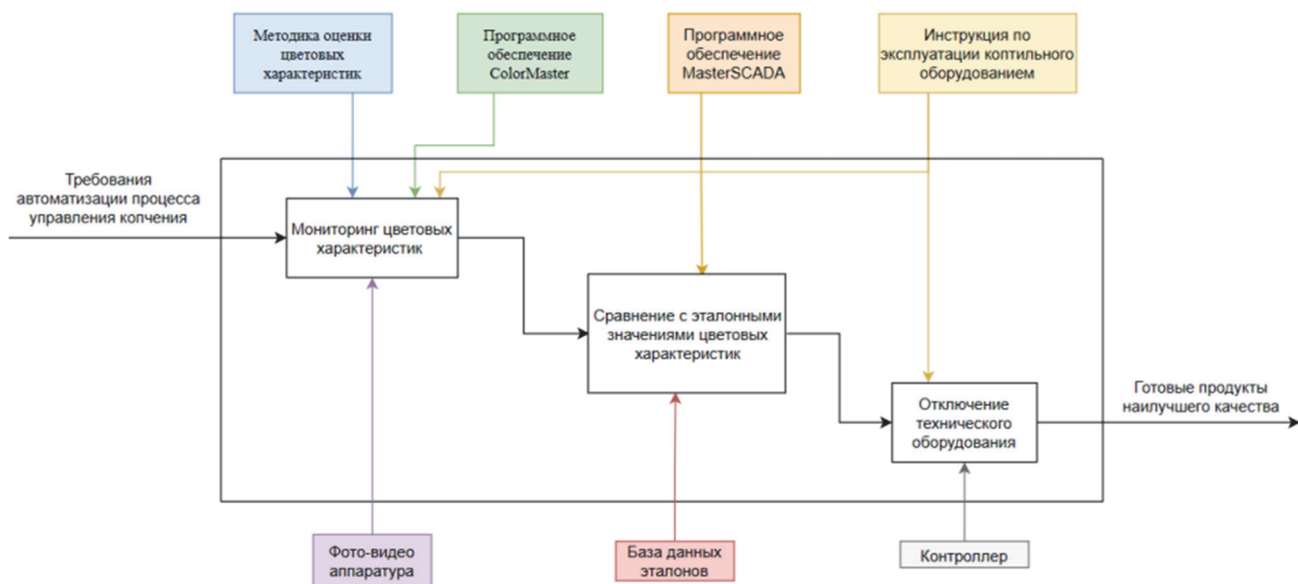 Методика оценки
цветовых
характеристик
Программное
обеспечение
ColorMaster
Программное
обеспечение
MasterSCADA
Инструкция по
эксплуатации коптильного
оборудованием
Требования
автоматизации процесса
управления копчения
Мониторинг цветовых
характеристик
Сравнение с эталонными
значениями цветовых
характеристик
Отключение
технического
оборудования
Готовые продукты
наилучшего качества
Фото-видео
аппаратура
База данных
эталонов
Контроллер